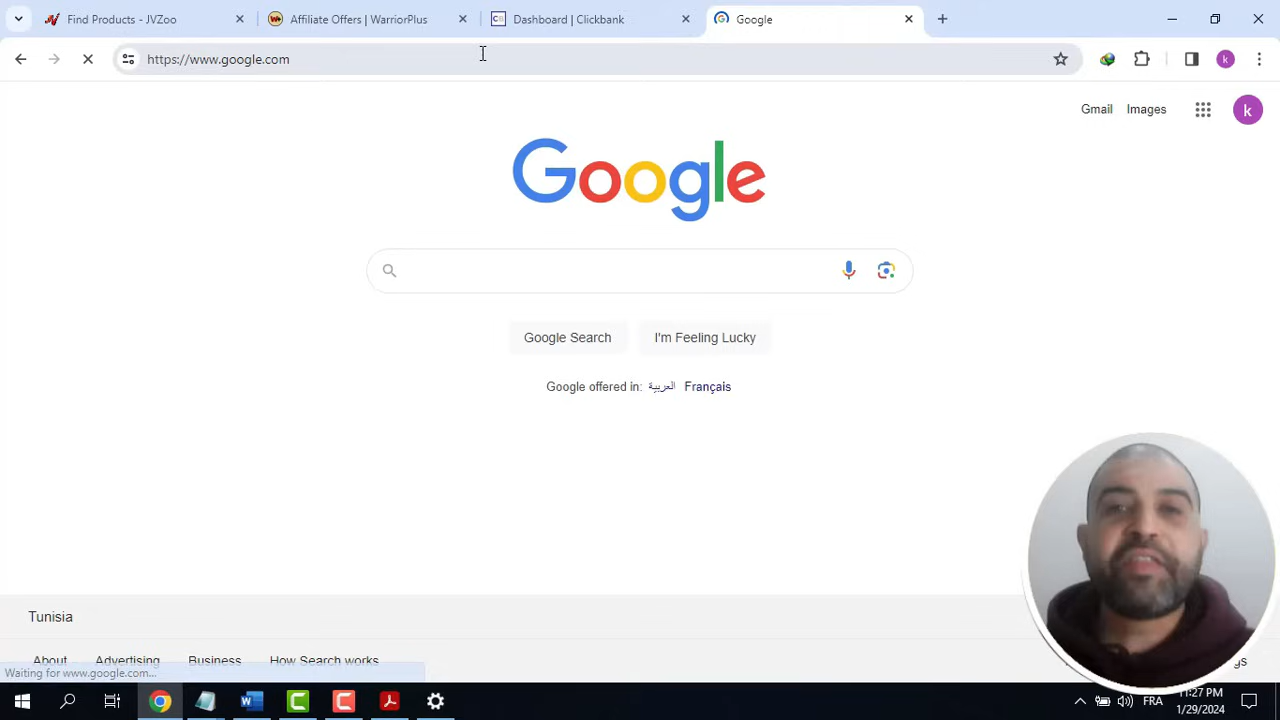 Find Products - JVZoo
Affiliate Offers | WarriorPlus
CB Dashboard | Clickbank
Google
https://www.google.com
k
Gmail
Images
k
Google
Google Search
I'm Feeling Lucky
Google offered in: العربية Français
Tunisia
About
Advertising
Business
How Search works
Waiting for www.google.com...
FRA
11:27 PM
1/29/2024